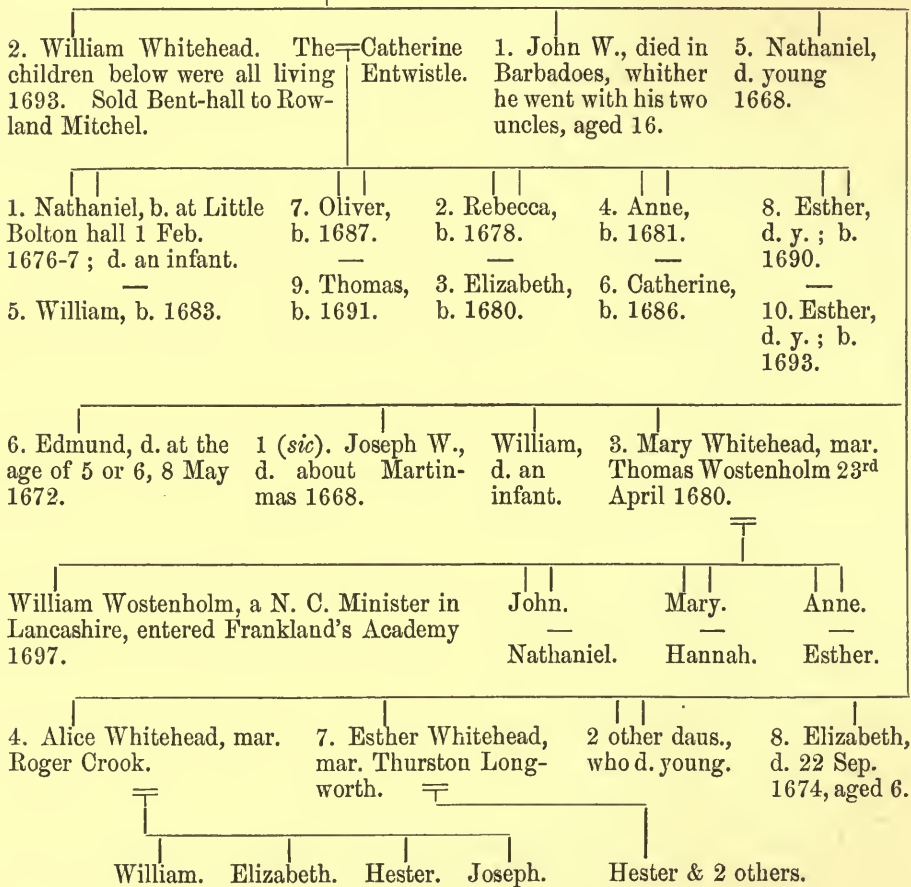 2. William Whitehead. The
children below were all living
1693. Sold Bent-hall to Row-
land Mitchel.
Catherine
Entwistle.
1. John W., died in
Barbadoes, whither
he went with his two
uncles, aged 16.
5. Nathaniel,
d. young
1668.
1. Nathaniel, b. at Little
Bolton hall 1 Feb.
1676-7 ; d. an infant.
—
5. William, b. 1683.
7. Oliver,
b. 1687.
—
9. Thomas,
b. 1691.
2. Rebecca,
b. 1678.
—
3. Elizabeth,
b. 1680.
4. Anne,
b. 1681.
—
6. Catherine,
b. 1686.
8. Esther,
d. y. ; b.
1690.
—
10. Esther,
d. y. ; b.
1693.
6. Edmund, d. at the
age of 5 or 6, 8 May
1672.
1 (sic). Joseph W.,
d. about Martin-
mas 1668.
William,
d. an
infant.
3. Mary Whitehead, mar.
Thomas Wostenholm 23rd
April 1680.
William Wostenholm, a N. C. Minister in
Lancashire, entered Frankland's Academy
1697.
John.
—
Nathaniel.
Mary.
—
Hannah.
Anne.
—
Esther.
4. Alice Whitehead, mar.
Roger Crook.
7. Esther Whitehead,
mar. Thurston Long-
worth.
2 other daus.,
who d. young.
8. Elizabeth,
d. 22 Sep.
1674, aged 6.
William. Elizabeth. Hester. Joseph.
Hester & 2 others.